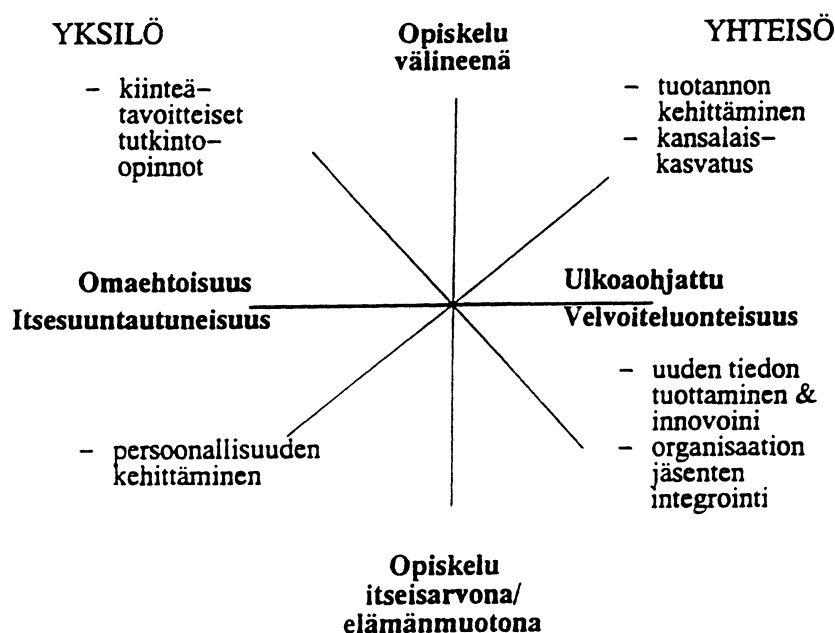 YKSILÖ
Opiskelu
välineenä
YHTEISÖ
– kiinteä–
tavoitteiset
tutkinto–
opinnot
– tuotannon
kehittäminen
– kansalais–
kasvatus
Omaehtoisuus
Itsesuuntautuneisuus
Ulkoaohjattu
Velvoiteluonteisuus
– persoonallisuuden
kehittäminen
– uuden tiedon
tuottaminen &
innovoini
– organisaation
jäsenten
integrointi
Opiskelu
itseisarvona/
elämänmuotona